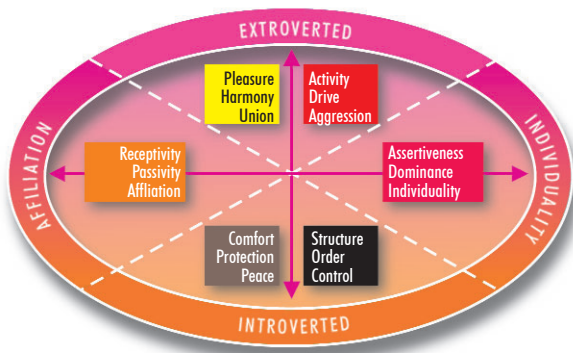 EXTROVERTED
Pleasure
Harmony
Union
Activity
Drive
Aggression
AFFILIATION
Receptivity
Passivity
Affliation
Assertiveness
Dominance
Individuality
INDIVIDUALITY
Comfort
Protection
Peace
Structure
Order
Control
INTROVERTED